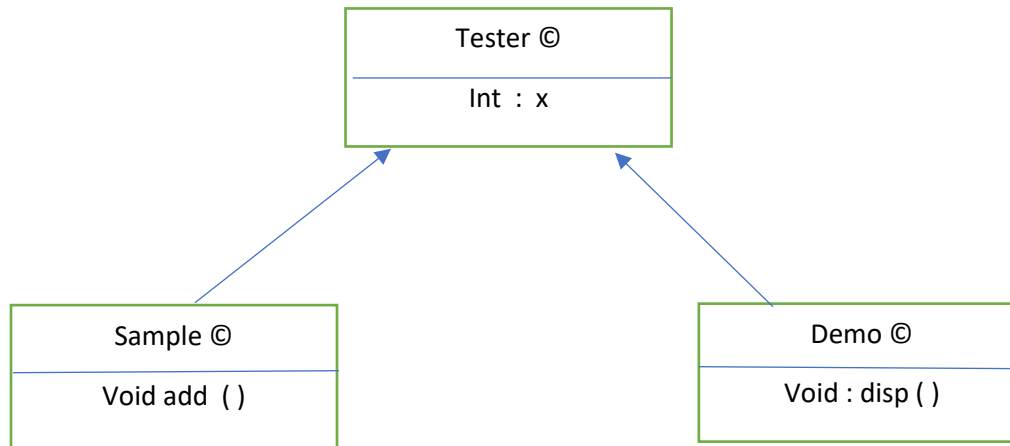 Tester ©
Int : x
Sample ©
Void add ( )
Demo ©
Void : disp ( )